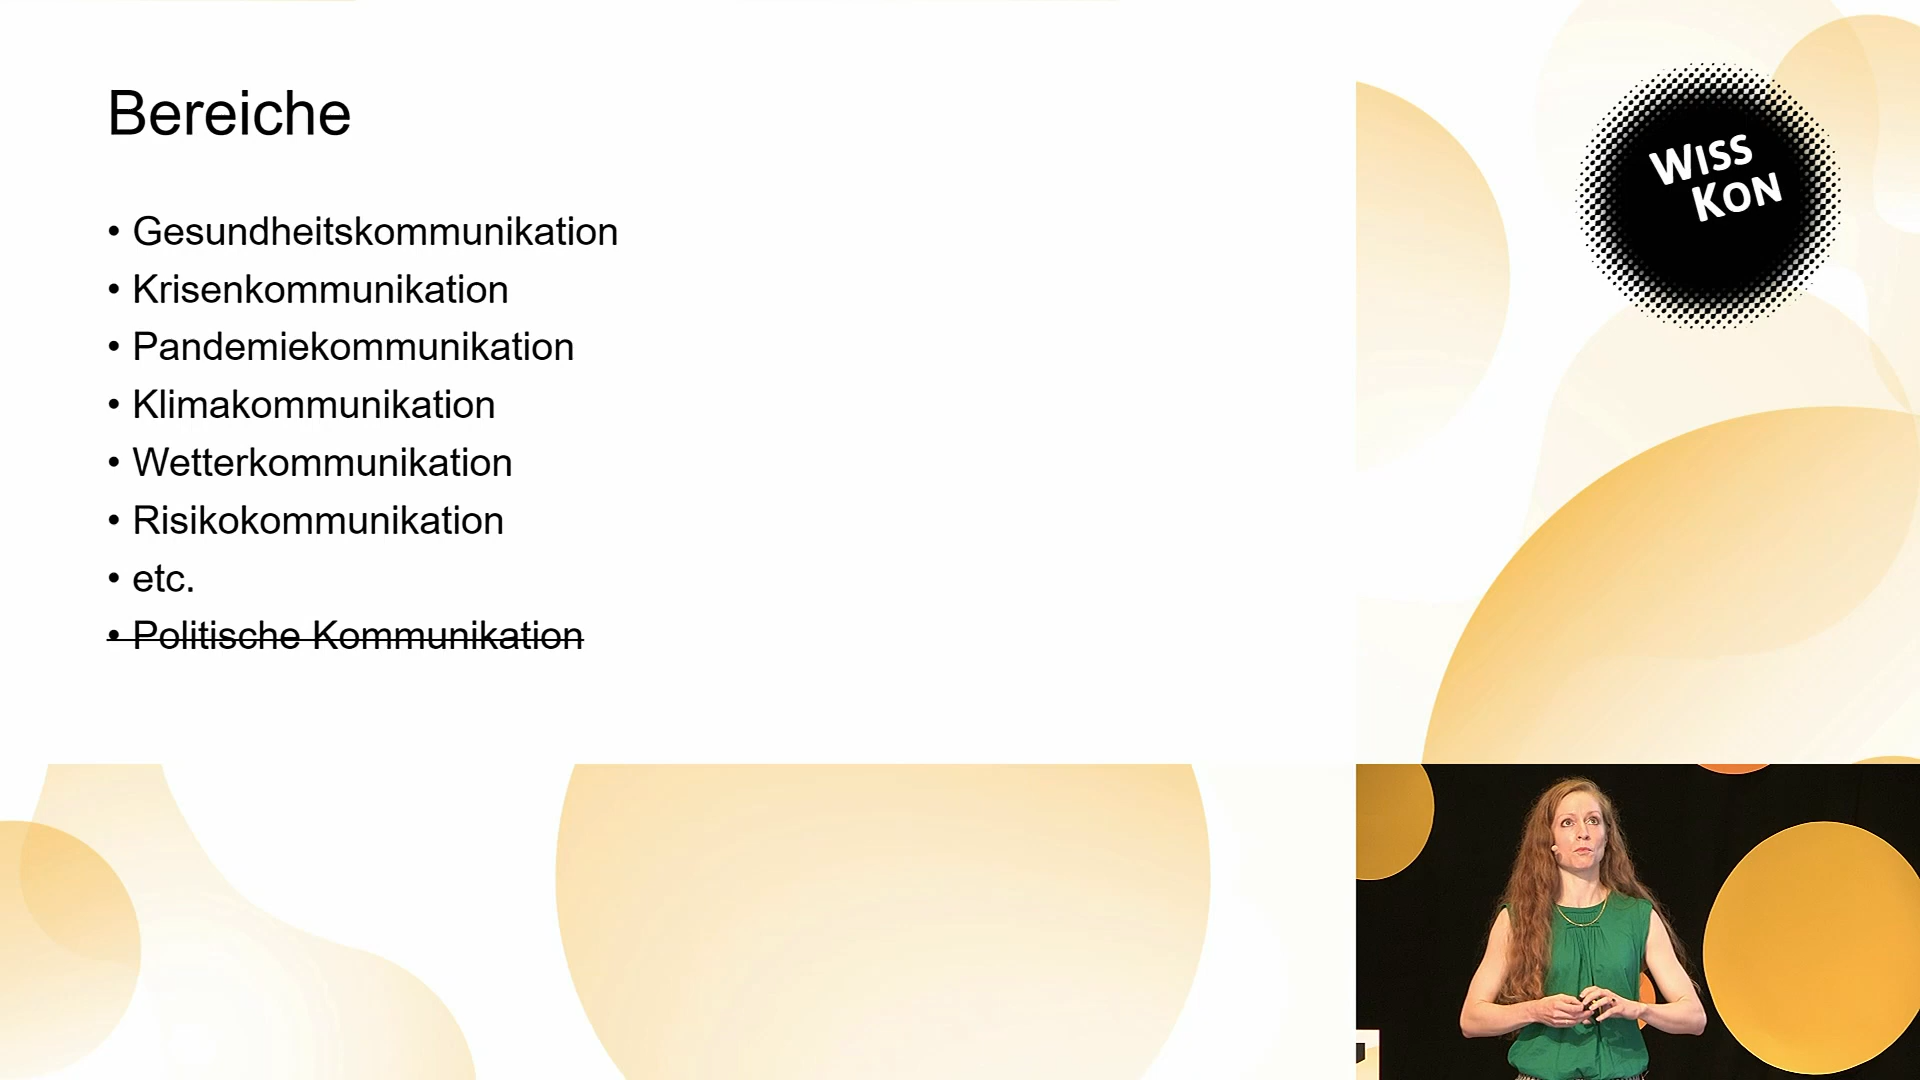 Bereiche
• Gesundheitskommunikation
• Krisenkommunikation
• Pandemiekommunikation
• Klimakommunikation
• Wetterkommunikation
• Risikokommunikation
• etc.
• Politische Kommunikation
WISS
KON